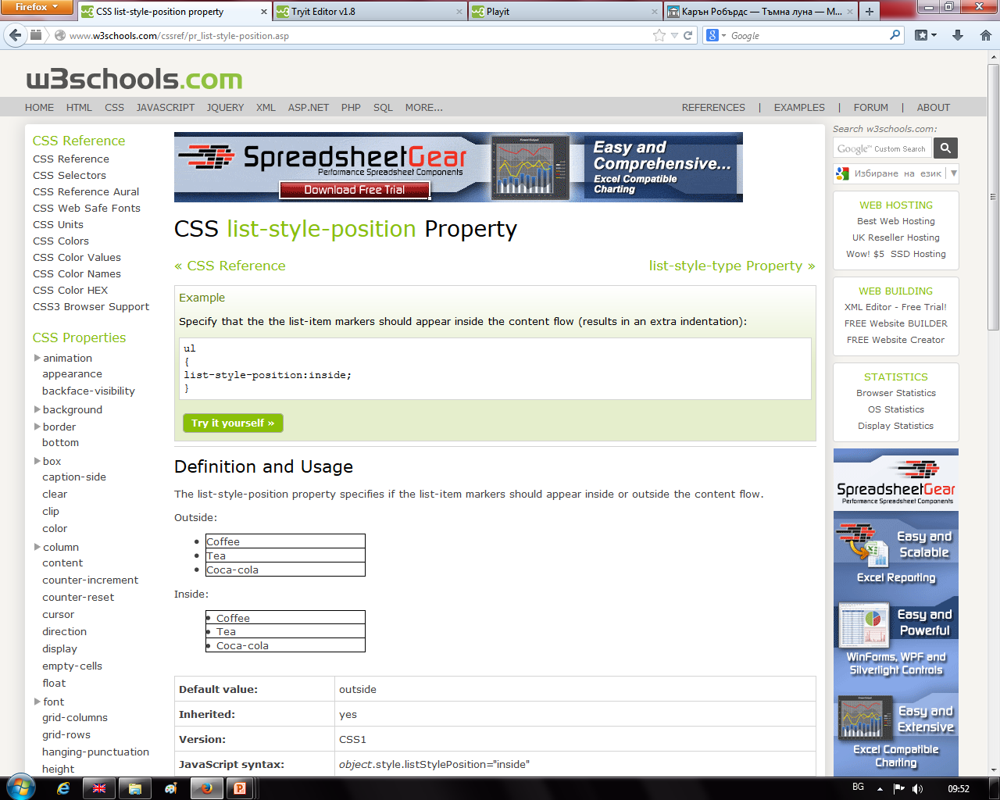 Firefox
CSS list-style-position property
Tryit Editor v1.8
Playit
Карън Робърдс — Тъмна луна — М...
www.w3schools.com/cssref/pr_list-style-position.asp
Google
w3schools.com
HOME HTML CSS JAVASCRIPT JQUERY XML ASP.NET PHP SQL MORE...
REFERENCES | EXAMPLES | FORUM | ABOUT
CSS Reference
CSS Reference
CSS Selectors
CSS Reference Aural
CSS Web Safe Fonts
CSS Units
CSS Colors
CSS Color Values
CSS Color Names
CSS Color HEX
CSS3 Browser Support
CSS Properties
animation
appearance
backface-visibility
background
border
bottom
box
caption-side
clear
clip
color
column
content
counter-increment
counter-reset
cursor
direction
display
empty-cells
float
font
grid-columns
grid-rows
hanging-punctuation
height
SpreadsheetGear
Performance Spreadsheet Components
Download Free Trial
Easy and
Comprehensive...
Excel Compatible
Charting
CSS list-style-position Property
« CSS Reference
list-style-type Property »
Example
Specify that the the list-item markers should appear inside the content flow (results in an extra indentation):
ul
{
list-style-position:inside;
}
Try it yourself »
Definition and Usage
The list-style-position property specifies if the list-item markers should appear inside or outside the content flow.
Outside:
• Coffee
• Tea
• Coca-cola
Inside:
• Coffee
• Tea
• Coca-cola
Default value: outside
Inherited: yes
Version: CSS1
JavaScript syntax: object.style.listStylePosition="inside"
Search w3schools.com:
Google™ Custom Search
Избиране на език
WEB HOSTING
Best Web Hosting
UK Reseller Hosting
Wow! $5 SSD Hosting
WEB BUILDING
XML Editor - Free Trial!
FREE Website BUILDER
FREE Website Creator
STATISTICS
Browser Statistics
OS Statistics
Display Statistics
SpreadsheetGear
Performance Spreadsheet Components
Easy and
Scalable
Excel Reporting
Easy and
Powerful
WinForms, WPF and
Silverlight Controls
Easy and
Extensive
Excel Compatible
Charting
BG
09:52